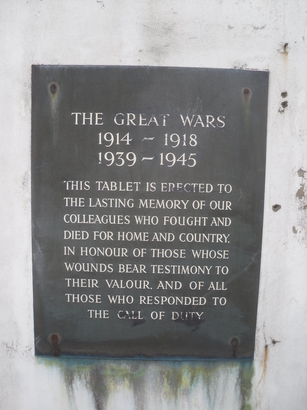 THE GREAT WARS
1914 – 1918
1939 – 1945
THIS TABLET IS ERECTED TO
THE LASTING MEMORY OF OUR
COLLEAGUES WHO FOUGHT AND
DIED FOR HOME AND COUNTRY,
IN HONOUR OF THOSE WHOSE
WOUNDS BEAR TESTIMONY TO
THEIR VALOUR, AND OF ALL
THOSE WHO RESPONDED TO
THE CALL OF DUTY.